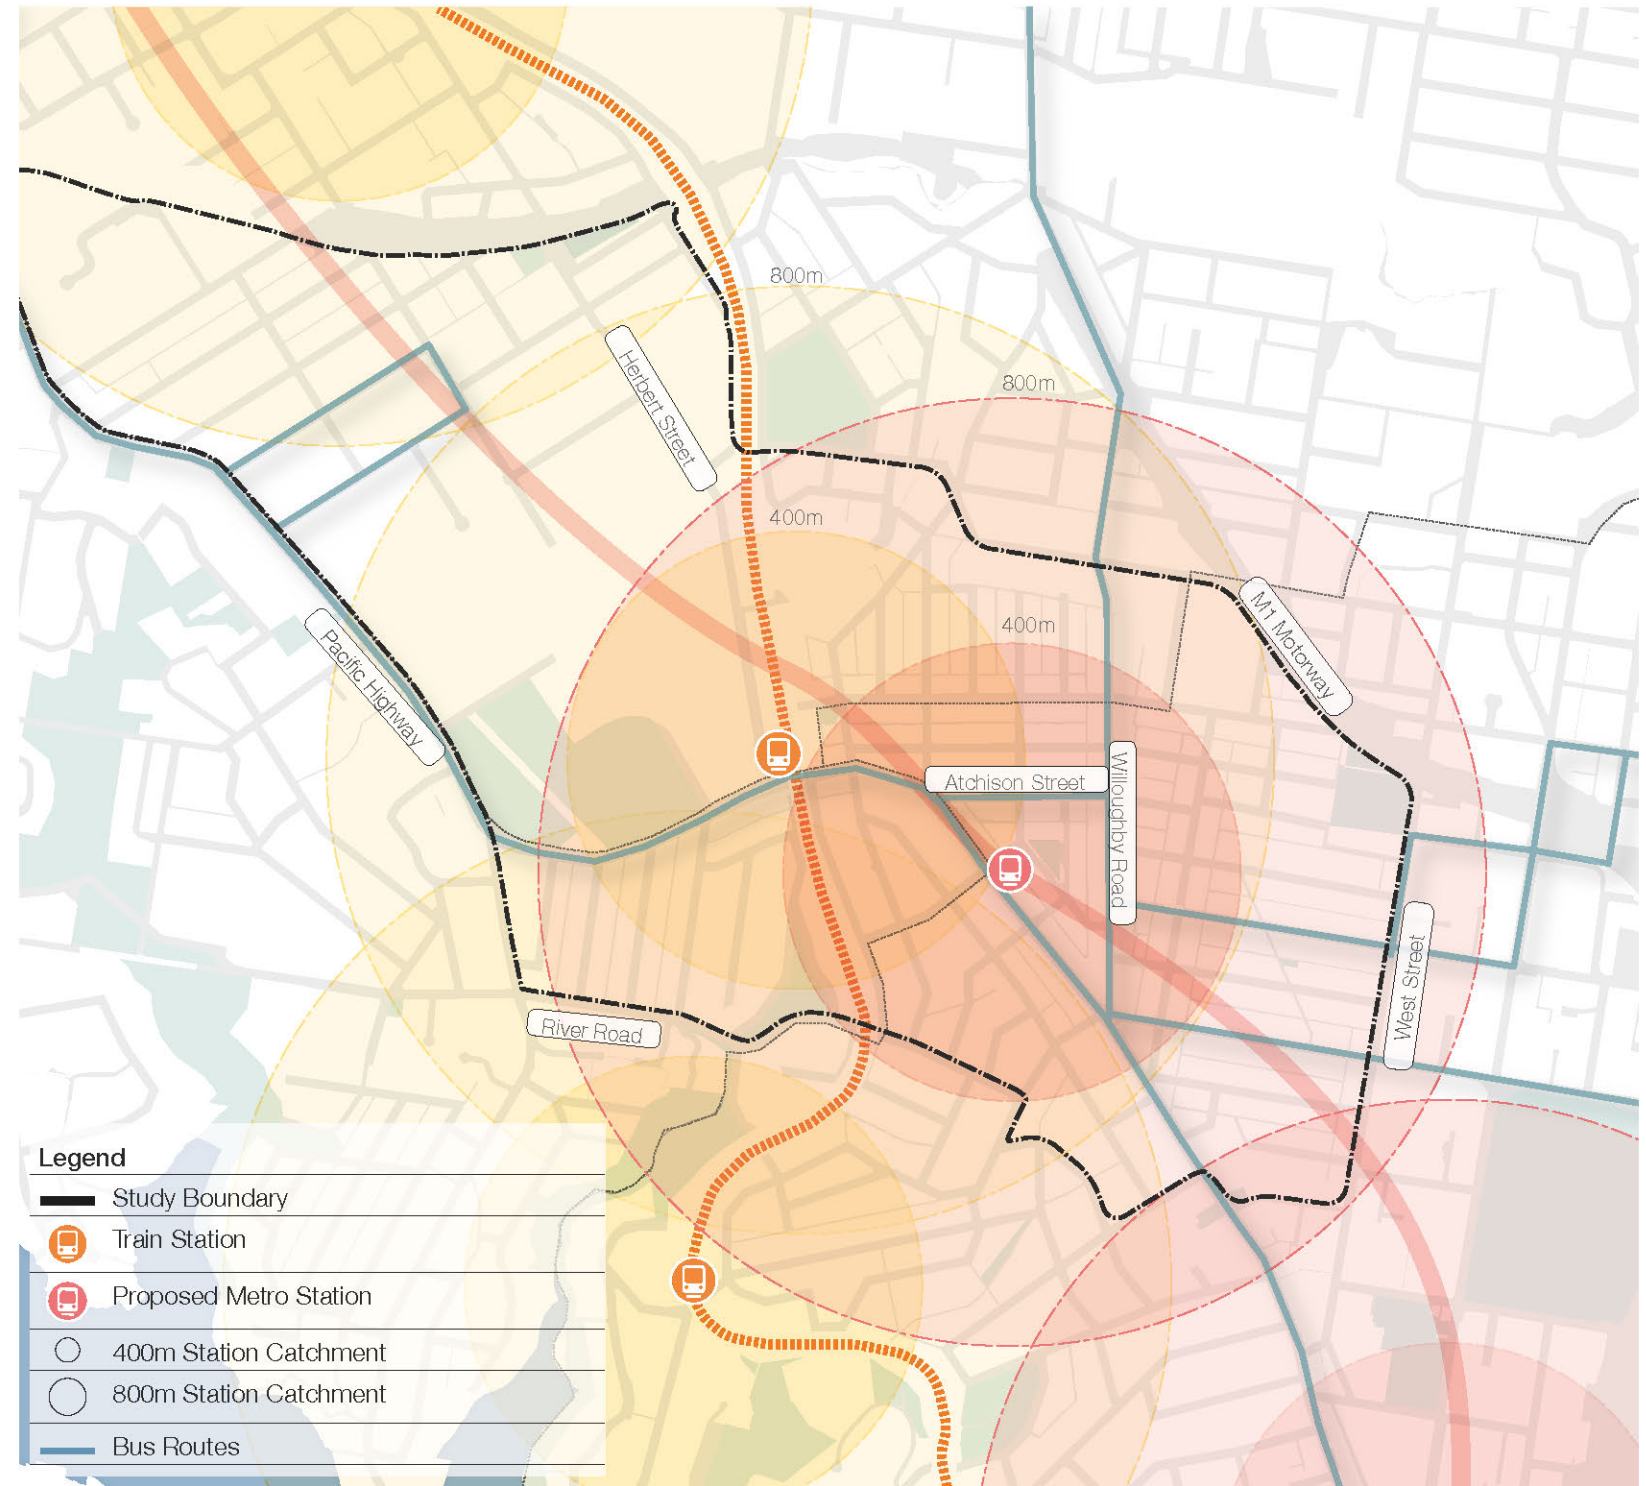 800m
800m
Herbert Street
400m
M1 Motorway
400m
Pacific Highway
Atchison Street
Willoughby Road
West Street
River Road
Legend
Study Boundary
Train Station
Proposed Metro Station
400m Station Catchment
800m Station Catchment
Bus Routes